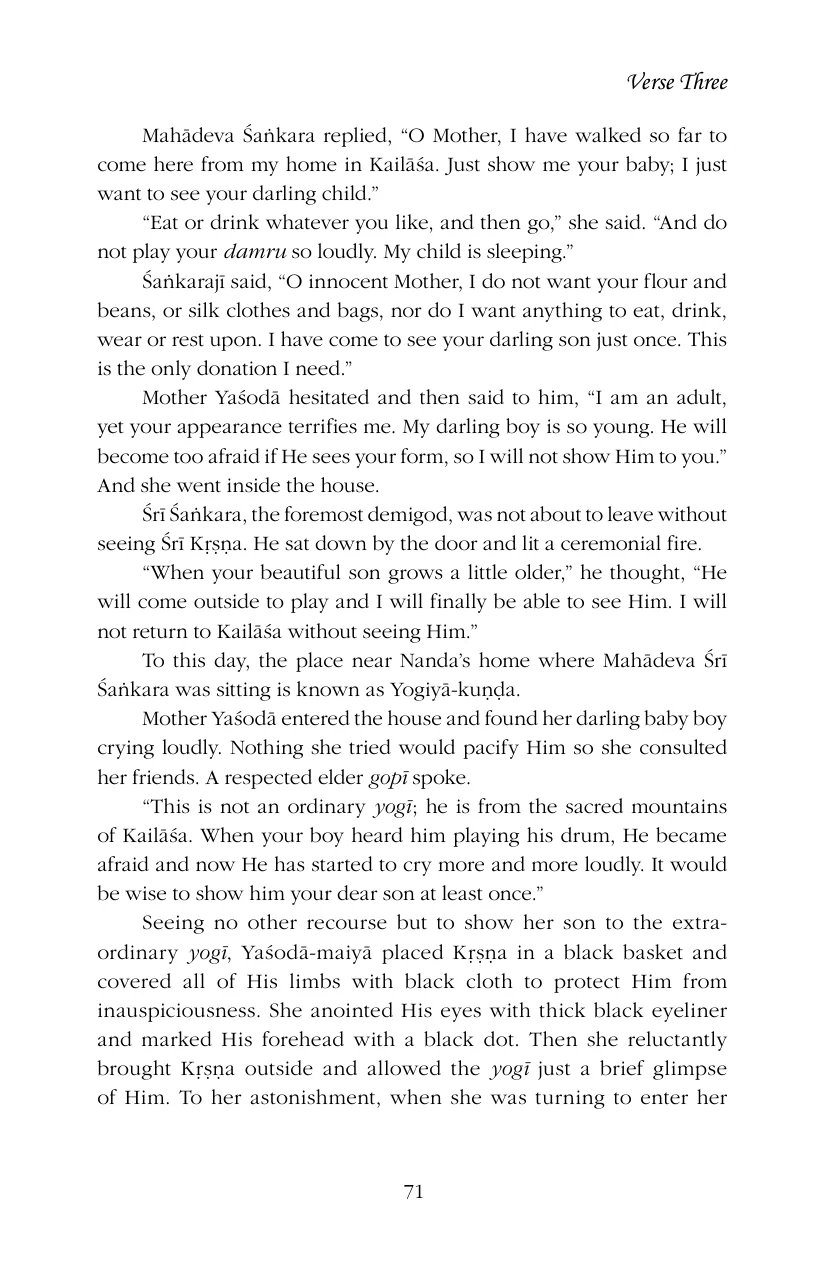 Verse Three
Mahādeva Śaṅkara replied, “O Mother, I have walked so far to
come here from my home in Kailāśa. Just show me your baby; I just
want to see your darling child.”
“Eat or drink whatever you like, and then go,” she said. “And do
not play your damru so loudly. My child is sleeping.”
Śaṅkarajī said, “O innocent Mother, I do not want your flour and
beans, or silk clothes and bags, nor do I want anything to eat, drink,
wear or rest upon. I have come to see your darling son just once. This
is the only donation I need.”
Mother Yaśodā hesitated and then said to him, “I am an adult,
yet your appearance terrifies me. My darling boy is so young. He will
become too afraid if He sees your form, so I will not show Him to you.”
And she went inside the house.
Śrī Śaṅkara, the foremost demigod, was not about to leave without
seeing Śrī Kṛṣṇa. He sat down by the door and lit a ceremonial fire.
“When your beautiful son grows a little older,” he thought, “He
will come outside to play and I will finally be able to see Him. I will
not return to Kailāśa without seeing Him.”
To this day, the place near Nanda’s home where Mahādeva Śrī
Śaṅkara was sitting is known as Yogiyā-kuṇḍa.
Mother Yaśodā entered the house and found her darling baby boy
crying loudly. Nothing she tried would pacify Him so she consulted
her friends. A respected elder gopī spoke.
“This is not an ordinary yogī; he is from the sacred mountains
of Kailāśa. When your boy heard him playing his drum, He became
afraid and now He has started to cry more and more loudly. It would
be wise to show him your dear son at least once.”
Seeing no other recourse but to show her son to the extra-
ordinary yogī, Yaśodā-maiyā placed Kṛṣṇa in a black basket and
covered all of His limbs with black cloth to protect Him from
inauspiciousness. She anointed His eyes with thick black eyeliner
and marked His forehead with a black dot. Then she reluctantly
brought Kṛṣṇa outside and allowed the yogī just a brief glimpse
of Him. To her astonishment, when she was turning to enter her
71